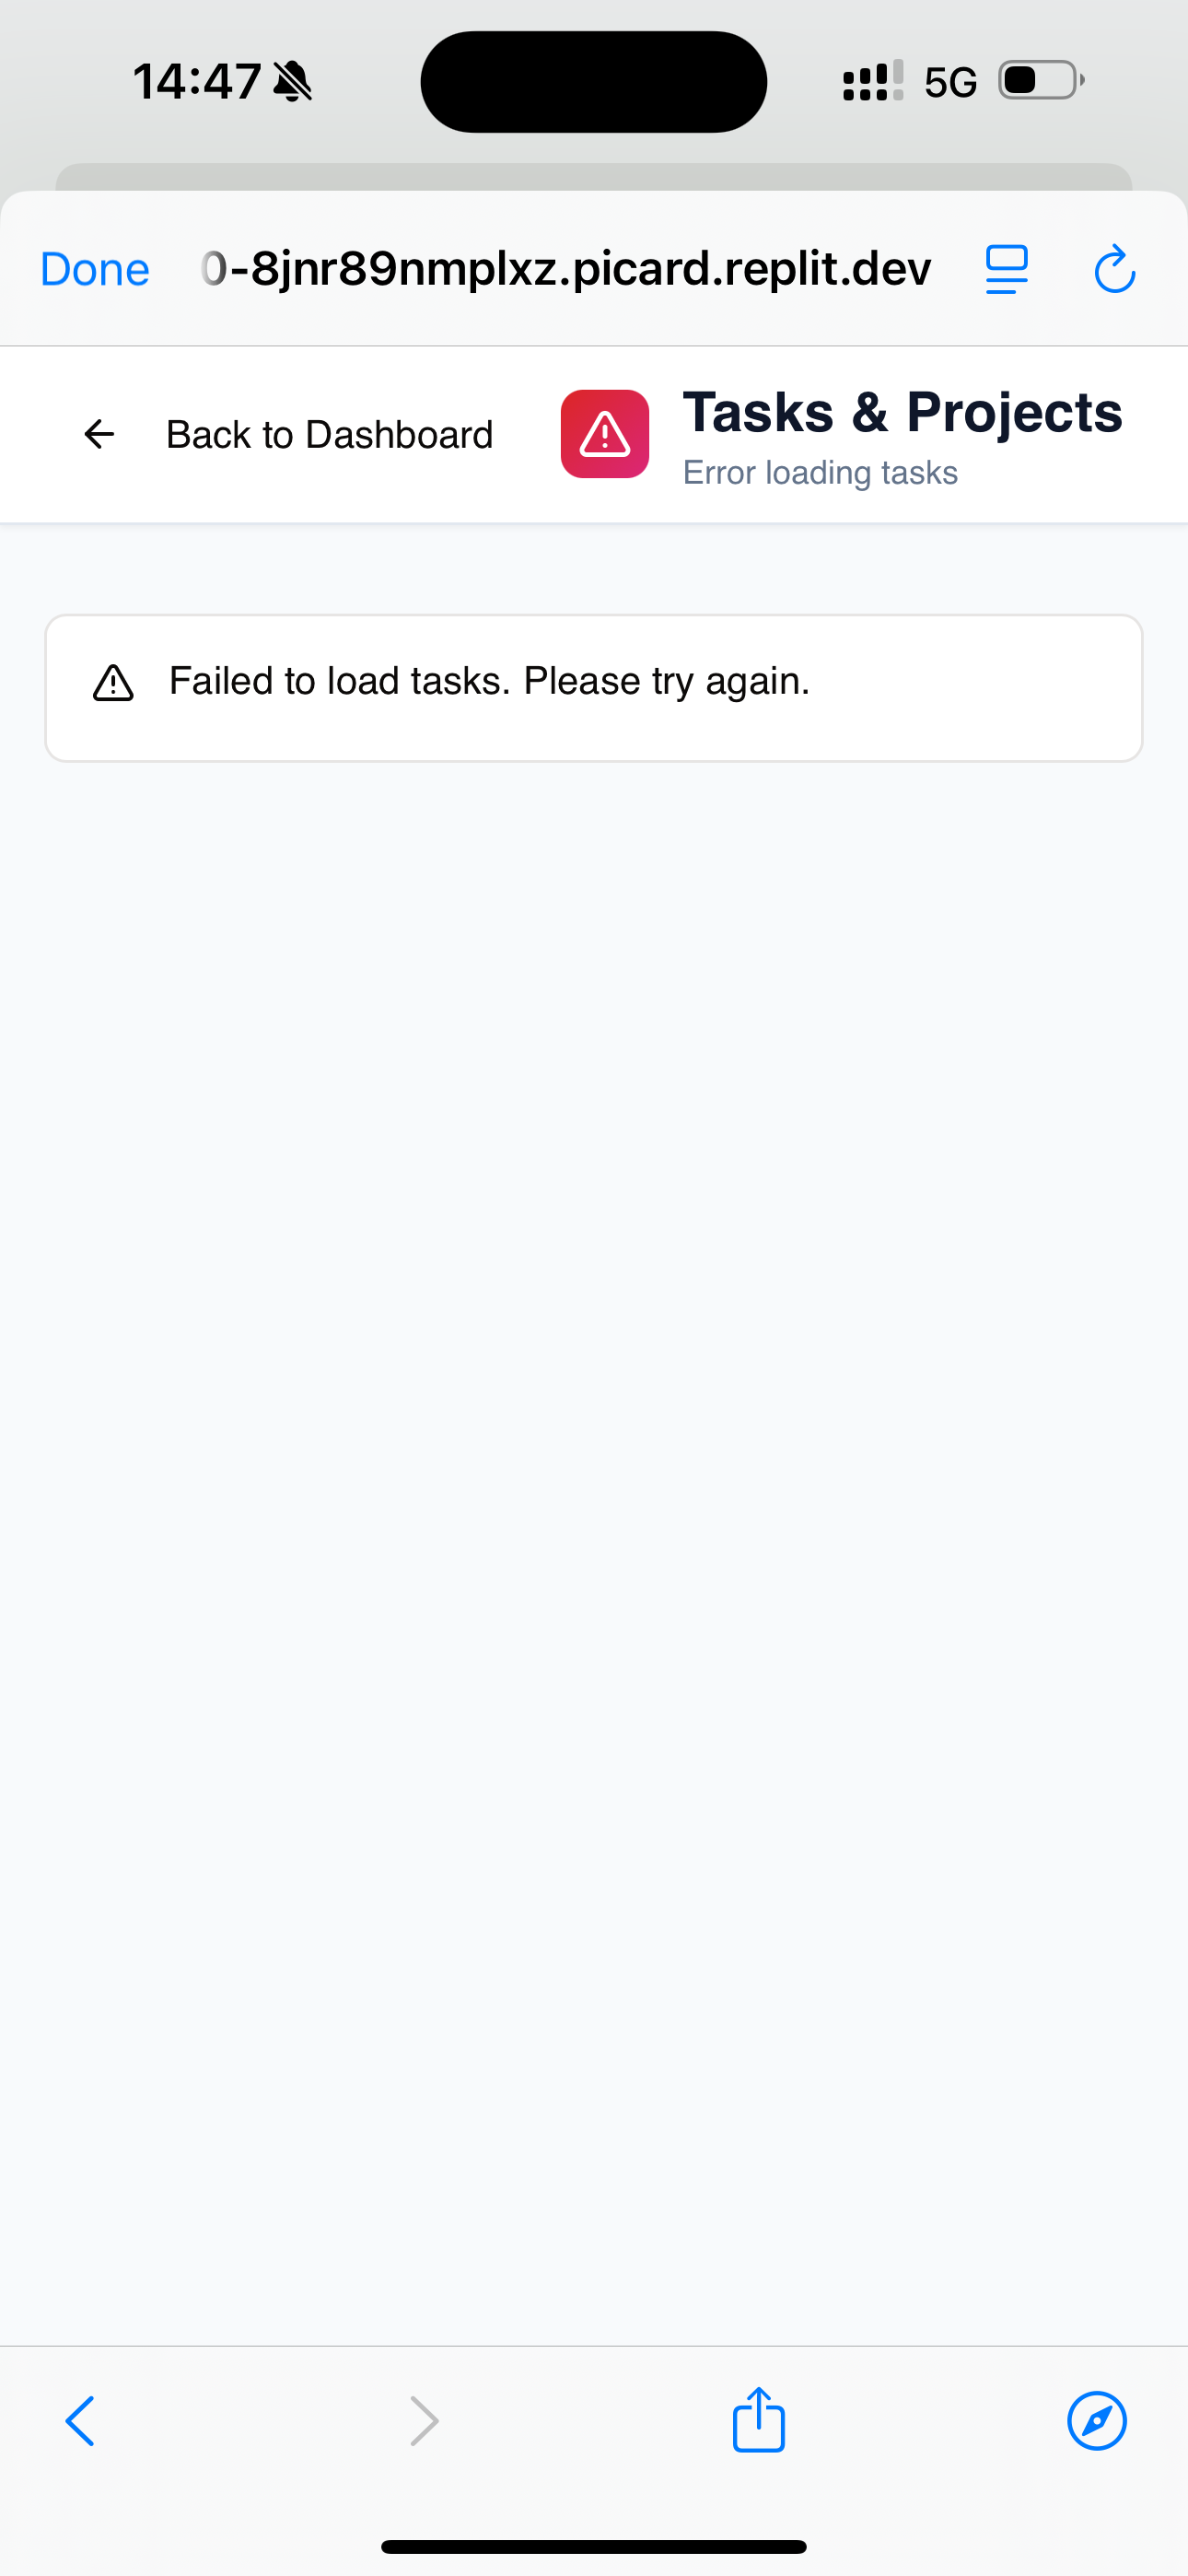 14:47
5G
Done
0-8jnr89nmplxz.picard.replit.dev
Back to Dashboard
Tasks & Projects
Error loading tasks
Failed to load tasks. Please try again.